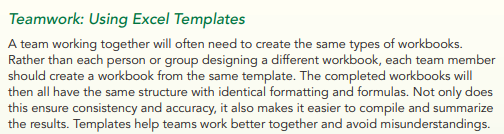 Teamwork: Using Excel Templates
A team working together will often need to create the same types of workbooks.
Rather than each person or group designing a different workbook, each team member
should create a workbook from the same template. The completed workbooks will
then all have the same structure with identical formatting and formulas. Not only does
this ensure consistency and accuracy, it also makes it easier to compile and summarize
the results. Templates help teams work better together and avoid misunderstandings.